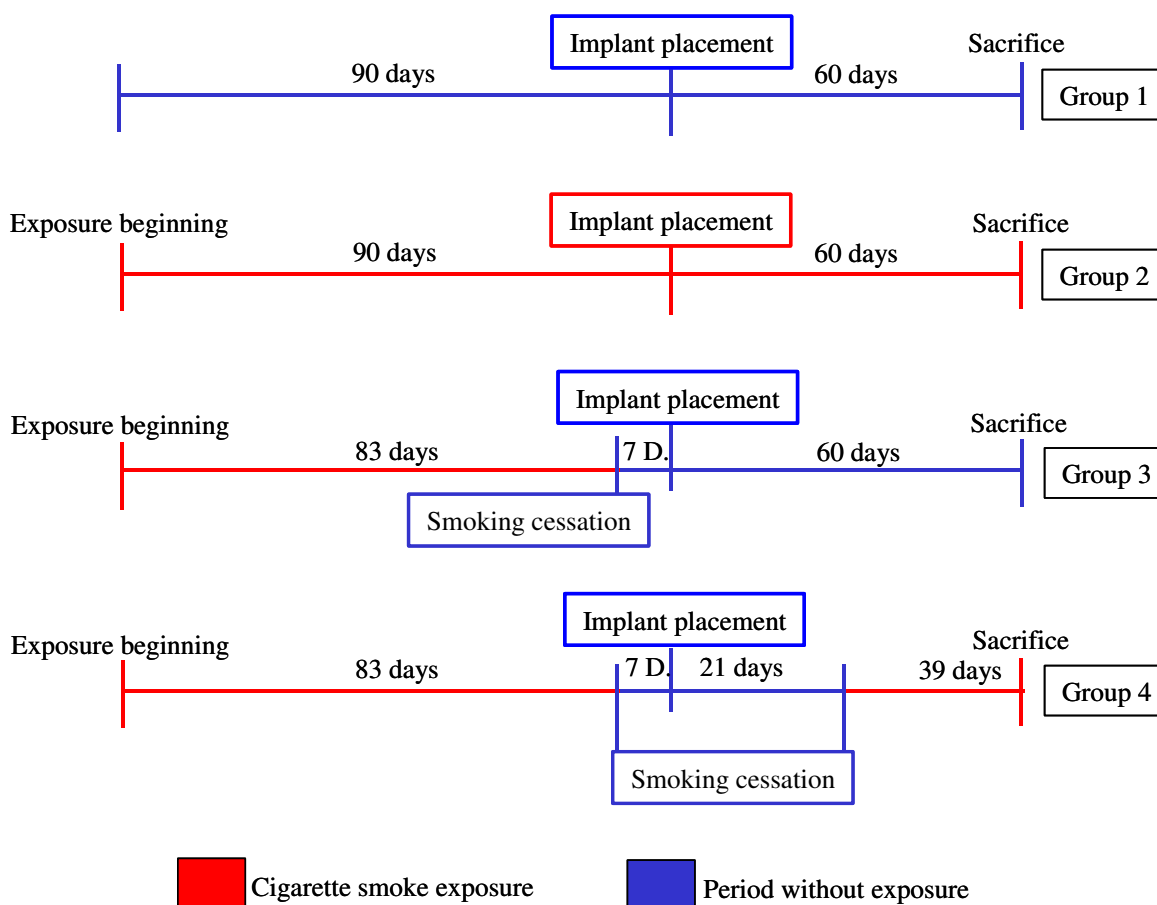 Implant placement
Sacrifice
90 days
60 days
Group 1
Exposure beginning
Implant placement
Sacrifice
90 days
60 days
Group 2
Exposure beginning
Implant placement
Sacrifice
83 days
7 D.
60 days
Group 3
Smoking cessation
Exposure beginning
Implant placement
Sacrifice
83 days
7 D.
21 days
39 days
Group 4
Smoking cessation
Cigarette smoke exposure
Period without exposure